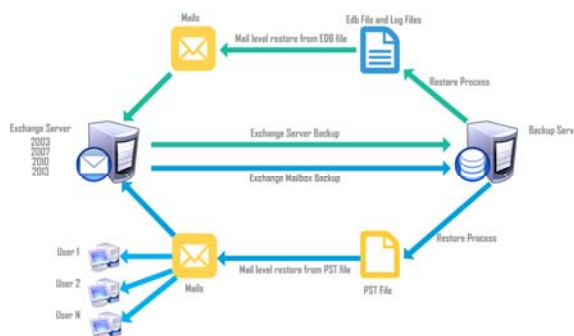 Mails
Edb File and Log Files
Mail level restore from EDB file
Restore Process
Exchange Server
2003
2007
2010
2013
Exchange Server Backup
Backup Serv
Exchange Mailbox Backup
Restore Process
User 1
Mail level restore from PST file
User 2
Mails
PST File
User N